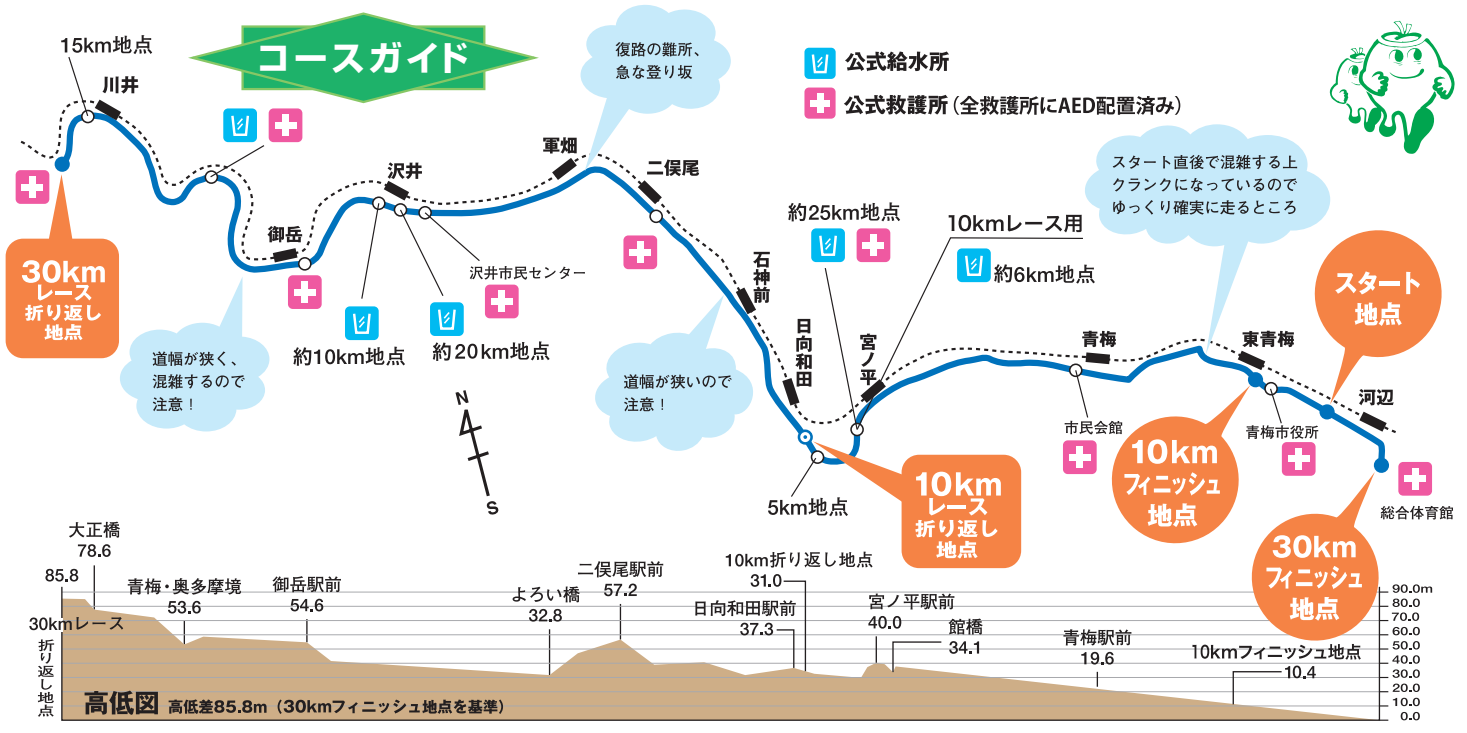 コースガイド
公式給水所
公式救護所(全救護所にAED配置済み)
15km地点
川井
30km
レース
折り返し
地点
御岳
道幅が狭く、
混雑するので
注意!
沢井
沢井市民センター
約10km地点
約20km地点
軍畑
復路の難所、
急な登り坂
二俣尾
石神前
道幅が狭いので
注意!
日向和田
約25km地点
10kmレース用
約6km地点
宮ノ平
5km地点
10km
レース
折り返し
地点
スタート直後で混雑する上
クランクになっているので
ゆっくり確実に走るところ
青梅
市民会館
東青梅
10km
フィニッシュ
地点
青梅市役所
スタート
地点
河辺
総合体育館
30km
フィニッシュ
地点
N
S
85.8
30kmレース
折り返し地点
大正橋
78.6
青梅・奥多摩境
53.6
御岳駅前
54.6
よろい橋
32.8
二俣尾駅前
57.2
日向和田駅前
37.3
10km折り返し地点
31.0
宮ノ平駅前
40.0
館橋
34.1
青梅駅前
19.6
10kmフィニッシュ地点
10.4
90.0m
80.0
70.0
60.0
50.0
40.0
30.0
20.0
10.0
0.0
高低図 高低差85.8m(30kmフィニッシュ地点を基準)